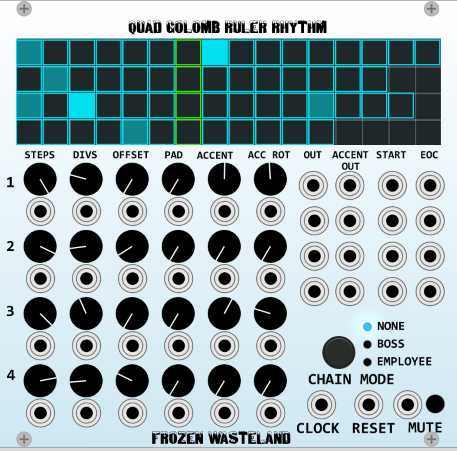 QUAD GOLOMB RULER RHYTHM
STEPS DIVS OFFSET PAD ACCENT ACC ROT OUT ACCENT OUT START EOC
1
2
3
NONE
BOSS
EMPLOYEE
4
CHAIN MODE
CLOCK RESET MUTE
FROZEN WASTELAND